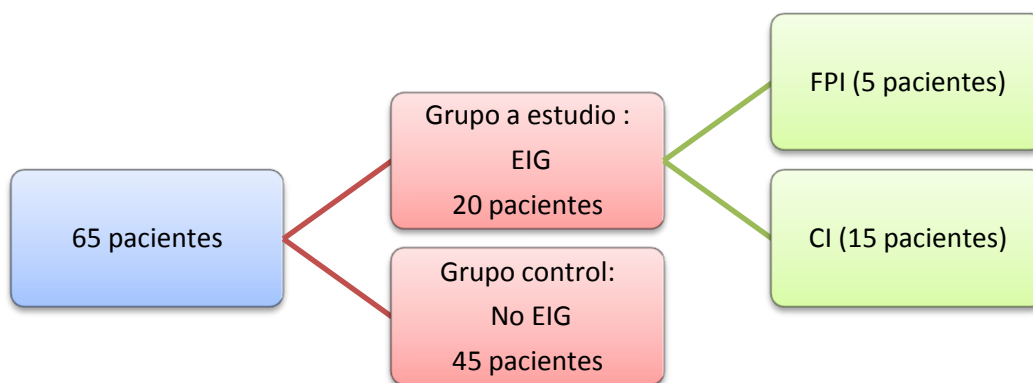 65 pacientes
Grupo a estudio :
EIG
20 pacientes
Grupo control:
No EIG
45 pacientes
FPI (5 pacientes)
CI (15 pacientes)